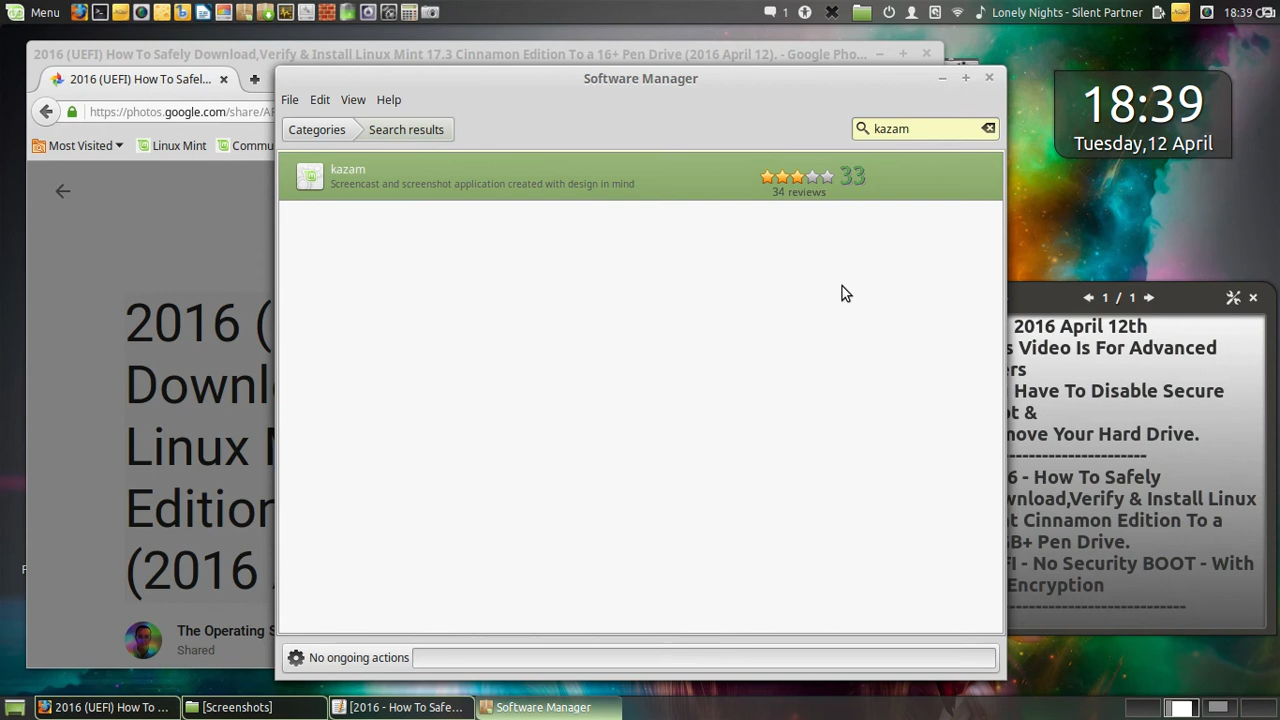 Menu
1
Lonely Nights - Silent Partner
18:39
2016 (UEFI) How To Safely Download,Verify & Install Linux Mint 17.3 Cinnamon Edition To a 16+ Pen Drive (2016 April 12). - Google Pho...
2016 (UEFI) How To Safel...
https://photos.google.com/share/AF
Most Visited
Linux Mint
Commu
Software Manager
File
Edit
View
Help
Categories
Search results
kazam
kazam
Screencast and screenshot application created with design in mind
33
34 reviews
18:39
Tuesday,12 April
2016 (
Downl
Linux
Edition
(2016
The Operating S
Shared
1 / 1
2016 April 12th
s Video Is For Advanced
ers
Have To Disable Secure
ot &
move Your Hard Drive.
----------------------
6 - How To Safely
wnload,Verify & Install Linux
t Cinnamon Edition To a
GB+ Pen Drive.
FI - No Security BOOT - With
Encryption
---------------------------
No ongoing actions
2016 (UEFI) How To ...
[Screenshots]
[2016 - How To Safe...
Software Manager